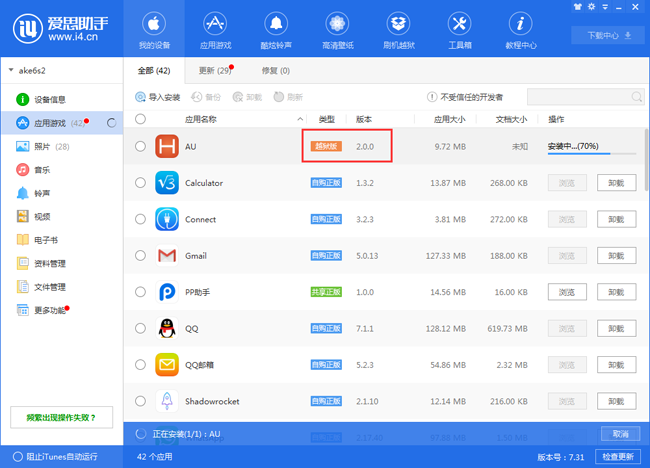 爱思助手
www.i4.cn
我的设备
应用游戏
酷炫铃声
高清壁纸
刷机越狱
工具箱
教程中心
下载中心
ake6s2
全部 (42)
更新 (29)
修复 (0)
设备信息
应用游戏 (42)
照片 (28)
音乐
铃声
视频
电子书
资料管理
文件管理
更多功能
频繁出现操作失败？
导入安装 备份 卸载 刷新 不受信任的开发者
应用名称 类型 版本 应用大小 文档大小 操作
AU 越狱版 2.0.0 9.72 MB 未知 安装中...(70%)
Calculator 自购正版 1.3.2 13.87 MB 268.00 KB 浏览 卸载
Connect 自购正版 3.2.3 3.81 MB 272.00 KB 浏览 卸载
Gmail 自购正版 5.0.13 127.33 MB 188.00 KB 浏览 卸载
PP助手 共享正版 1.0.0 14.56 MB 16.00 KB 浏览 卸载
QQ 自购正版 7.1.1 128.12 MB 619.73 MB 浏览 卸载
QQ邮箱 自购正版 5.2.3 54.86 MB 2.32 MB 浏览 卸载
Shadowrocket 自购正版 2.1.10 12.14 MB 216.00 KB 浏览 卸载
正在安装(1/1)：AU 取消
阻止iTunes自动运行 42 个应用 版本号：7.31 检查更新